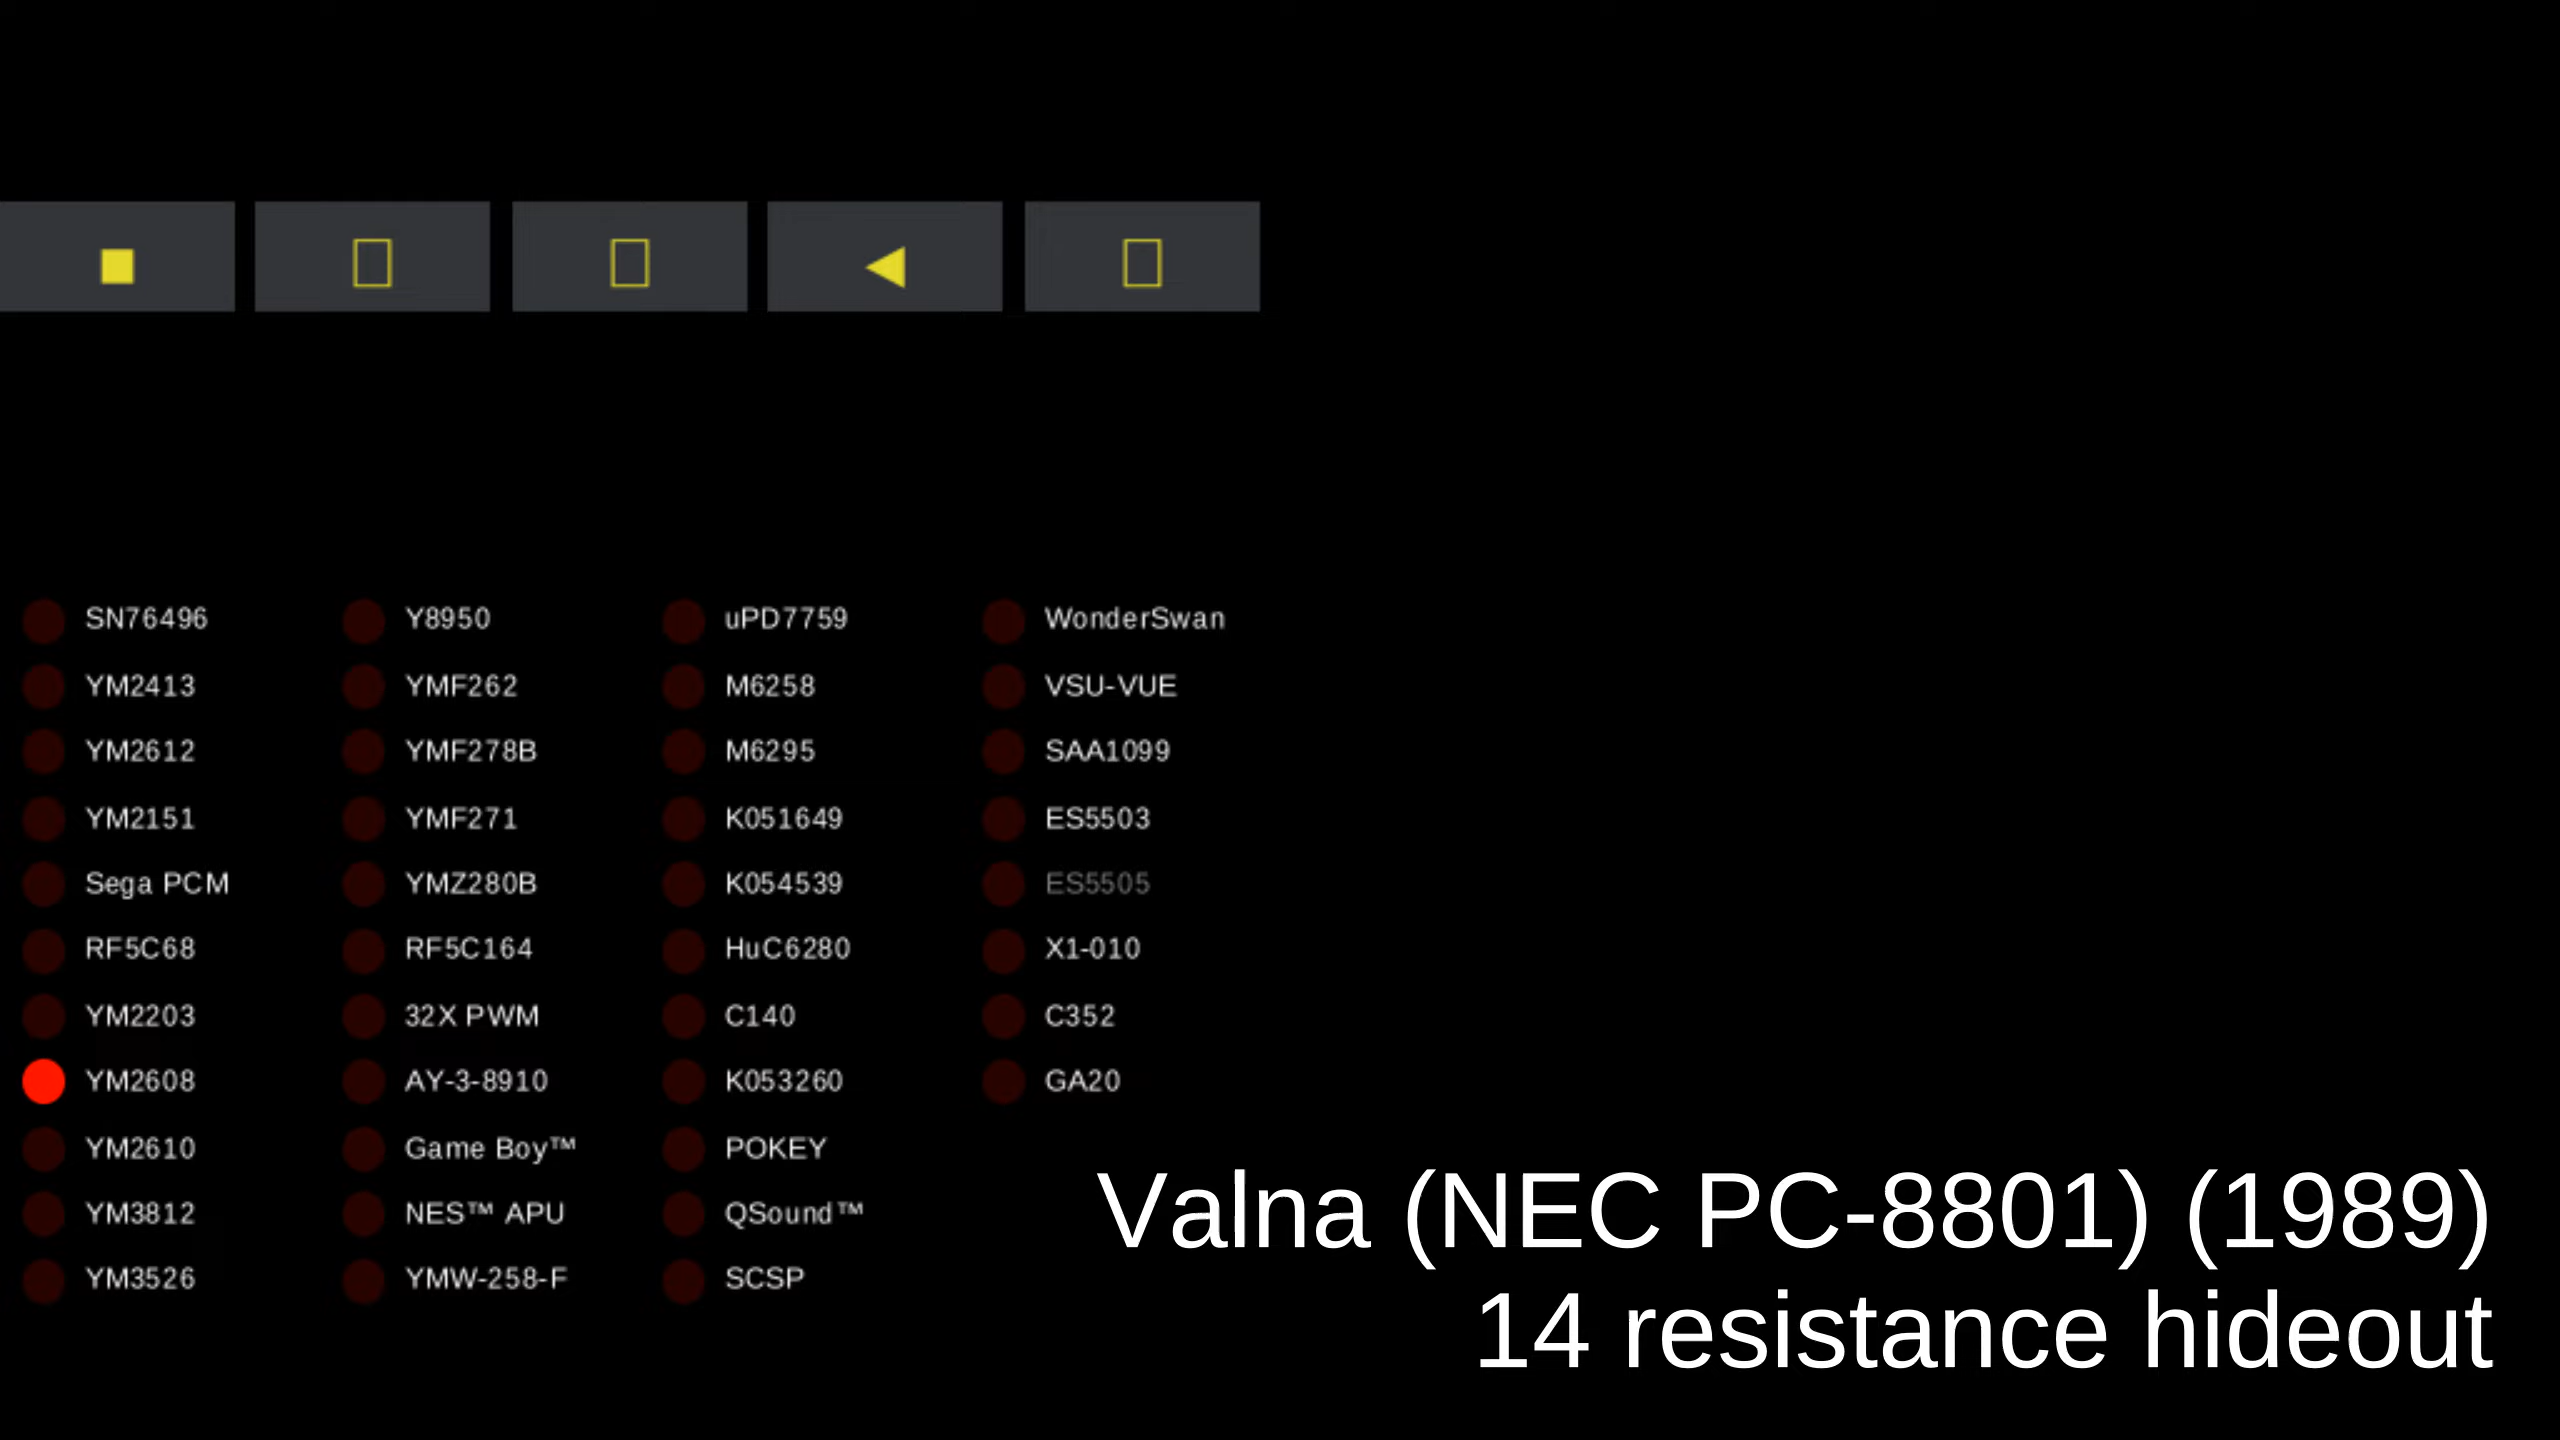 SN76496 Y8950 uPD7759 WonderSwan
YM2413 YMF262 M6258 VSU-VUE
YM2612 YMF278B M6295 SAA1099
YM2151 YMF271 K051649 ES5503
Sega PCM YMZ280B K054539 ES5505
RF5C68 RF5C164 HuC6280 X1-010
YM2203 32X PWM C140 C352
YM2608 AY-3-8910 K053260 GA20
YM2610 Game Boy™ POKEY
YM3812 NES™ APU QSound™
YM3526 YMW-258-F SCSP
Valna (NEC PC-8801) (1989)
14 resistance hideout